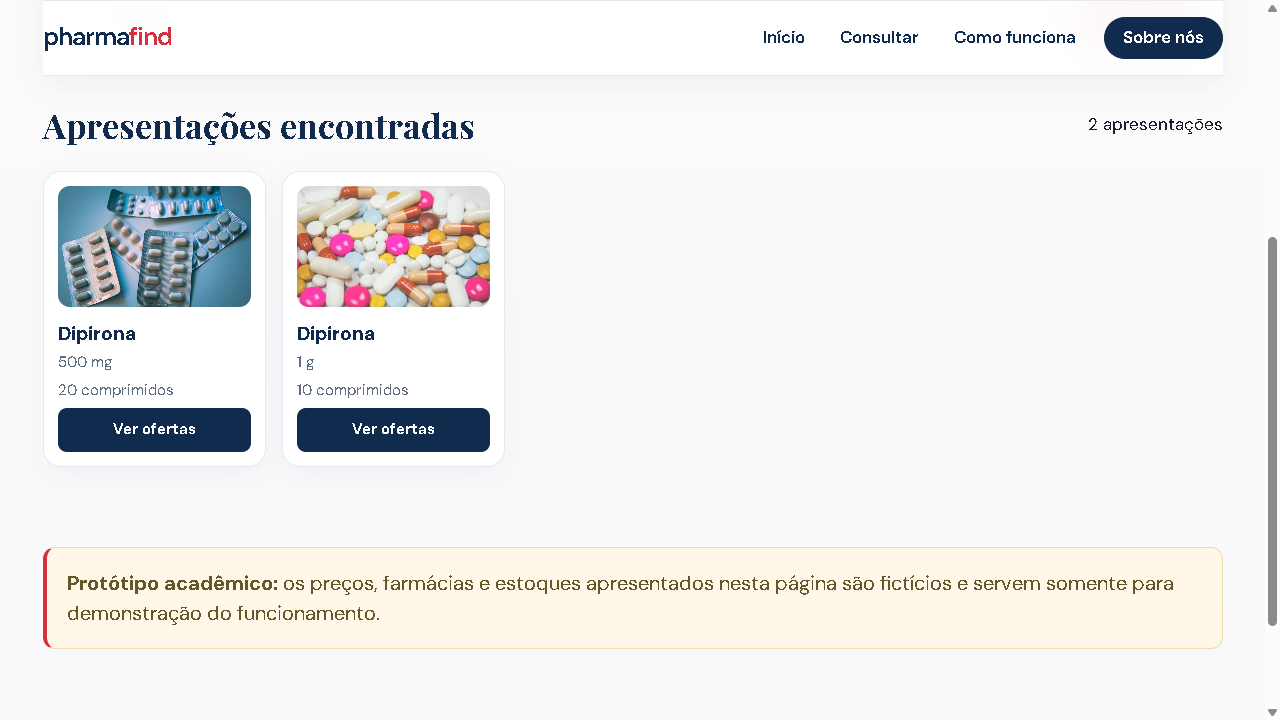 pharmafind
Início
Consultar
Como funciona
Sobre nós
Apresentações encontradas
2 apresentações
Dipirona
500 mg
20 comprimidos
Ver ofertas
Dipirona
1 g
10 comprimidos
Ver ofertas
Protótipo acadêmico: os preços, farmácias e estoques apresentados nesta página são fictícios e servem somente para
demonstração do funcionamento.